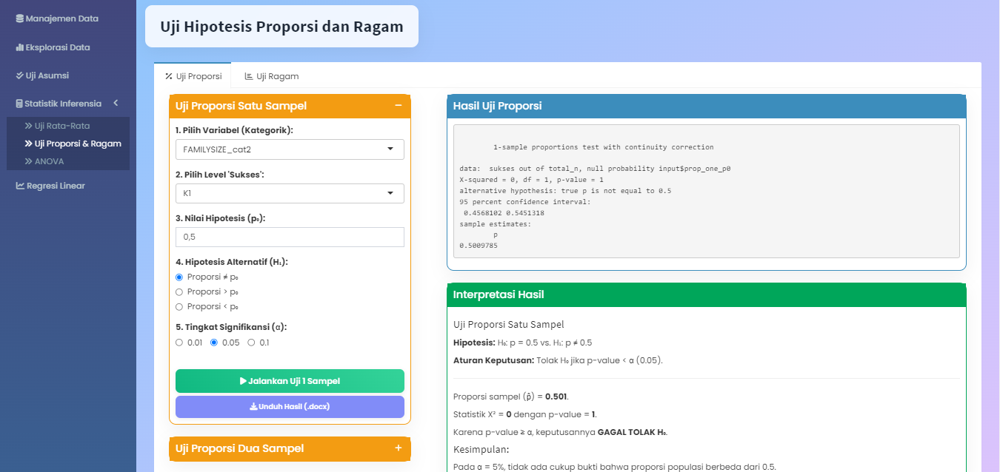 Manajemen Data
Eksplorasi Data
Uji Asumsi
Statistik Inferensia
Uji Rata-Rata
Uji Proporsi & Ragam
ANOVA
Regresi Linear
Uji Hipotesis Proporsi dan Ragam
Uji Proporsi
Uji Ragam
Uji Proporsi Satu Sampel
1. Pilih Variabel (Kategorik):
FAMILYSIZE_cat2
2. Pilih Level 'Sukses':
K1
3. Nilai Hipotesis (p₀):
0,5
4. Hipotesis Alternatif (H₁):
Proporsi ≠ p₀
Proporsi > p₀
Proporsi < p₀
5. Tingkat Signifikansi (α):
0.01 0.05 0.1
Jalankan Uji 1 Sampel
Unduh Hasil (.docx)
Uji Proporsi Dua Sampel
Hasil Uji Proporsi
1-sample proportions test with continuity correction
data:  sukses out of total_n, null probability input$prop_one_p0
X-squared = 0, df = 1, p-value = 1
alternative hypothesis: true p is not equal to 0.5
95 percent confidence interval:
0.4568102 0.5451318
sample estimates:
p
0.5009785
Interpretasi Hasil
Uji Proporsi Satu Sampel
Hipotesis: H₀: p = 0.5 vs. H₁: p ≠ 0.5
Aturan Keputusan: Tolak H₀ jika p-value < α (0.05).
Proporsi sampel (p̂) = 0.501.
Statistik X² = 0 dengan p-value = 1.
Karena p-value ≥ α, keputusannya GAGAL TOLAK H₀.
Kesimpulan:
Pada α = 5%, tidak ada cukup bukti bahwa proporsi populasi berbeda dari 0.5.